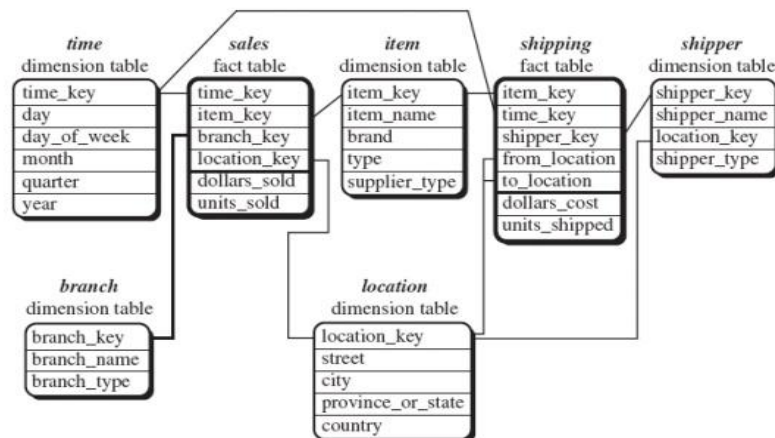 time
dimension table
time_key
day
day_of_week
month
quarter
year
sales
fact table
time_key
item_key
branch_key
location_key
dollars_sold
units_sold
item
dimension table
item_key
item_name
brand
type
supplier_type
shipping
fact table
item_key
time_key
shipper_key
from_location
to_location
dollars_cost
units_shipped
shipper
dimension table
shipper_key
shipper_name
location_key
shipper_type
branch
dimension table
branch_key
branch_name
branch_type
location
dimension table
location_key
street
city
province_or_state
country